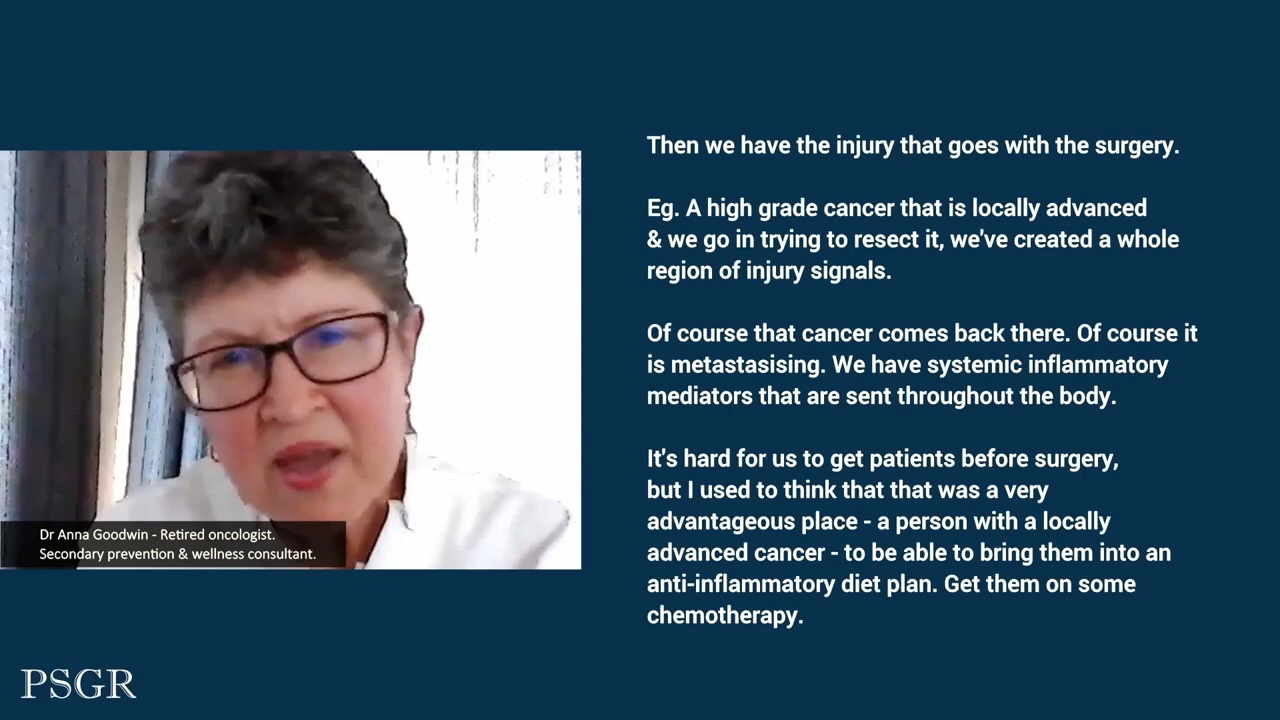 Then we have the injury that goes with the surgery.
Eg. A high grade cancer that is locally advanced
& we go in trying to resect it, we've created a whole
region of injury signals.
Of course that cancer comes back there. Of course it
is metastasising. We have systemic inflammatory
mediators that are sent throughout the body.
It's hard for us to get patients before surgery,
but I used to think that that was a very
advantageous place - a person with a locally
advanced cancer - to be able to bring them into an
anti-inflammatory diet plan. Get them on some
chemotherapy.
Dr Anna Goodwin - Retired oncologist.
Secondary prevention & wellness consultant.
PSGR